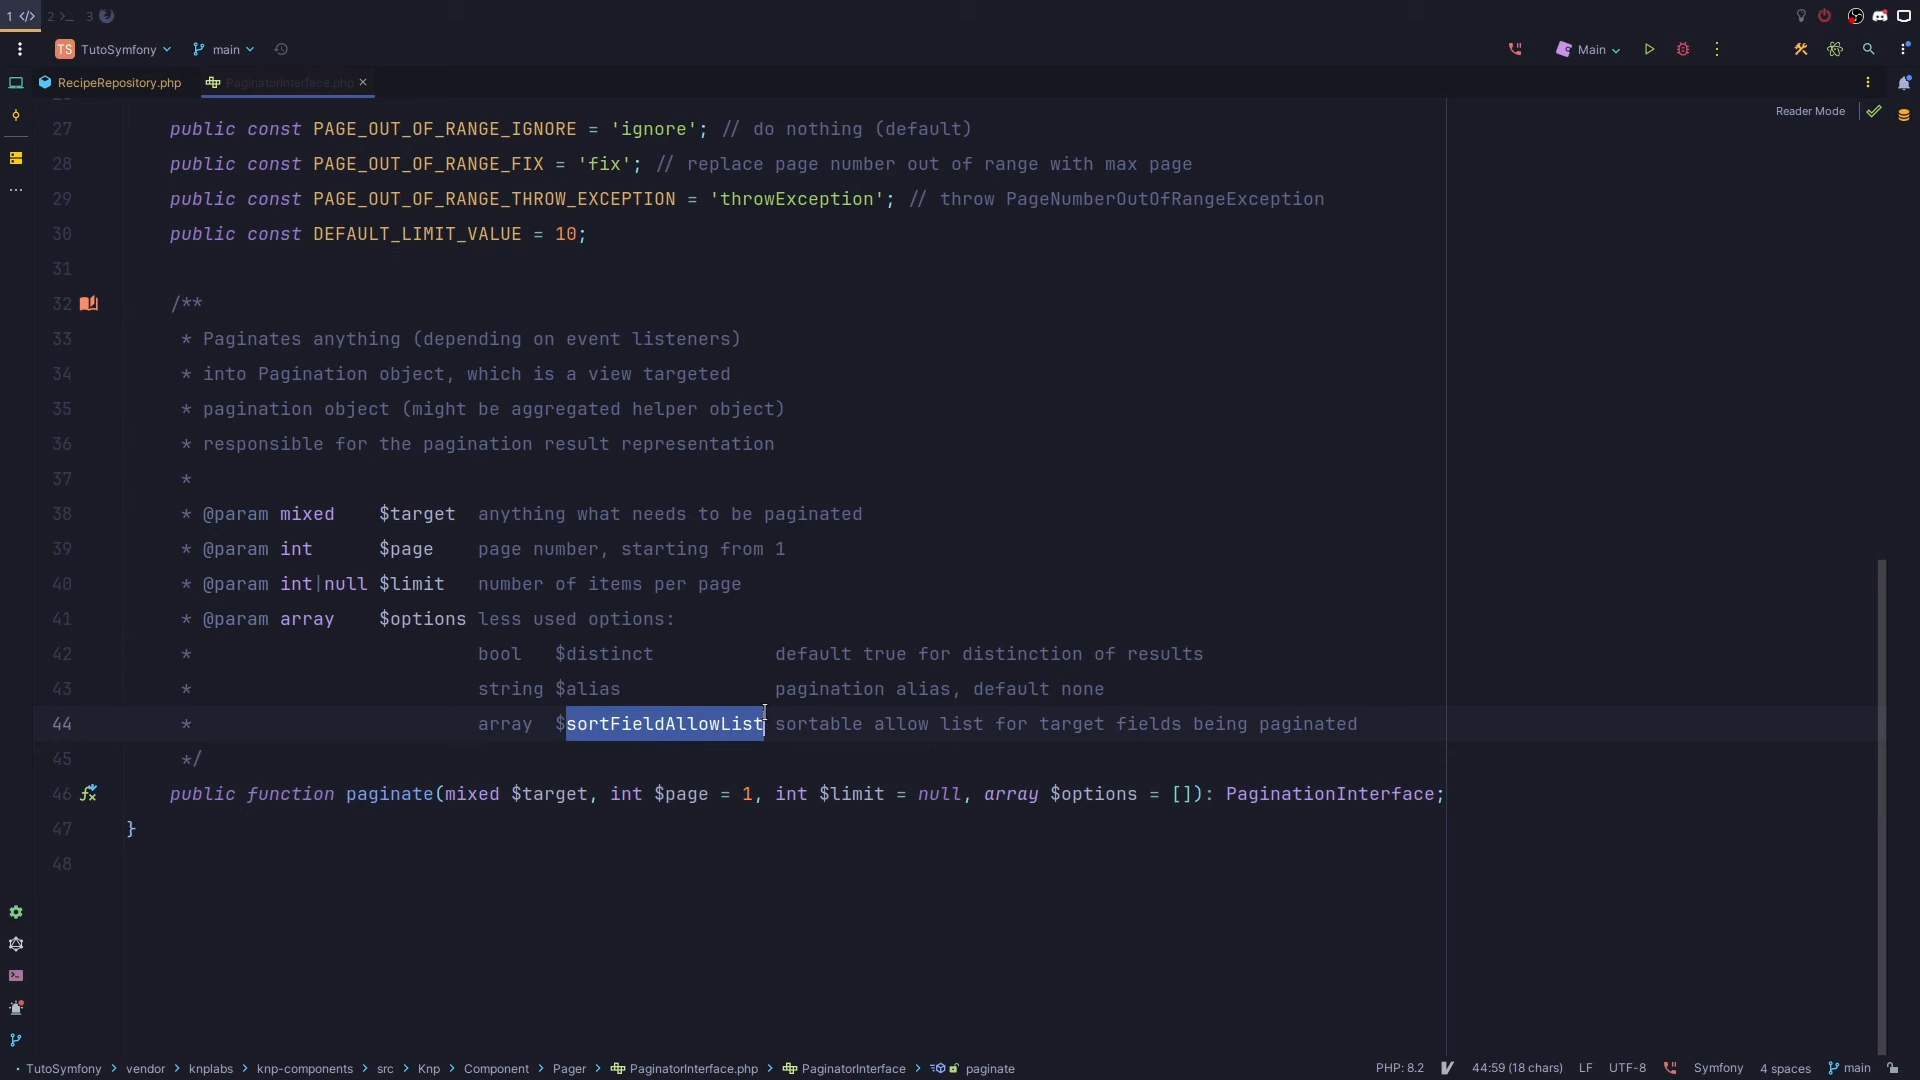 1 </> 2 >_ 3
TS TutoSymfony main Main
RecipeRepository.php PaginatorInterface.php
Reader Mode
27 public const PAGE_OUT_OF_RANGE_IGNORE = 'ignore'; // do nothing (default)
28 public const PAGE_OUT_OF_RANGE_FIX = 'fix'; // replace page number out of range with max page
29 public const PAGE_OUT_OF_RANGE_THROW_EXCEPTION = 'throwException'; // throw PageNumberOutOfRangeException
30 public const DEFAULT_LIMIT_VALUE = 10;
31
32 /**
33 * Paginates anything (depending on event listeners)
34 * into Pagination object, which is a view targeted
35 * pagination object (might be aggregated helper object)
36 * responsible for the pagination result representation
37 *
38 * @param mixed $target anything what needs to be paginated
39 * @param int $page page number, starting from 1
40 * @param int|null $limit number of items per page
41 * @param array $options less used options:
42 * bool $distinct default true for distinction of results
43 * string $alias pagination alias, default none
44 * array $sortFieldAllowList sortable allow list for target fields being paginated
45 */
46 public function paginate(mixed $target, int $page = 1, int $limit = null, array $options = []): PaginationInterface;
47 }
48
TutoSymfony > vendor > knplabs > knp-components > src > Knp > Component > Pager > PaginatorInterface.php > PaginatorInterface > paginate PHP: 8.2 44:59 (18 chars) LF UTF-8 Symfony 4 spaces main